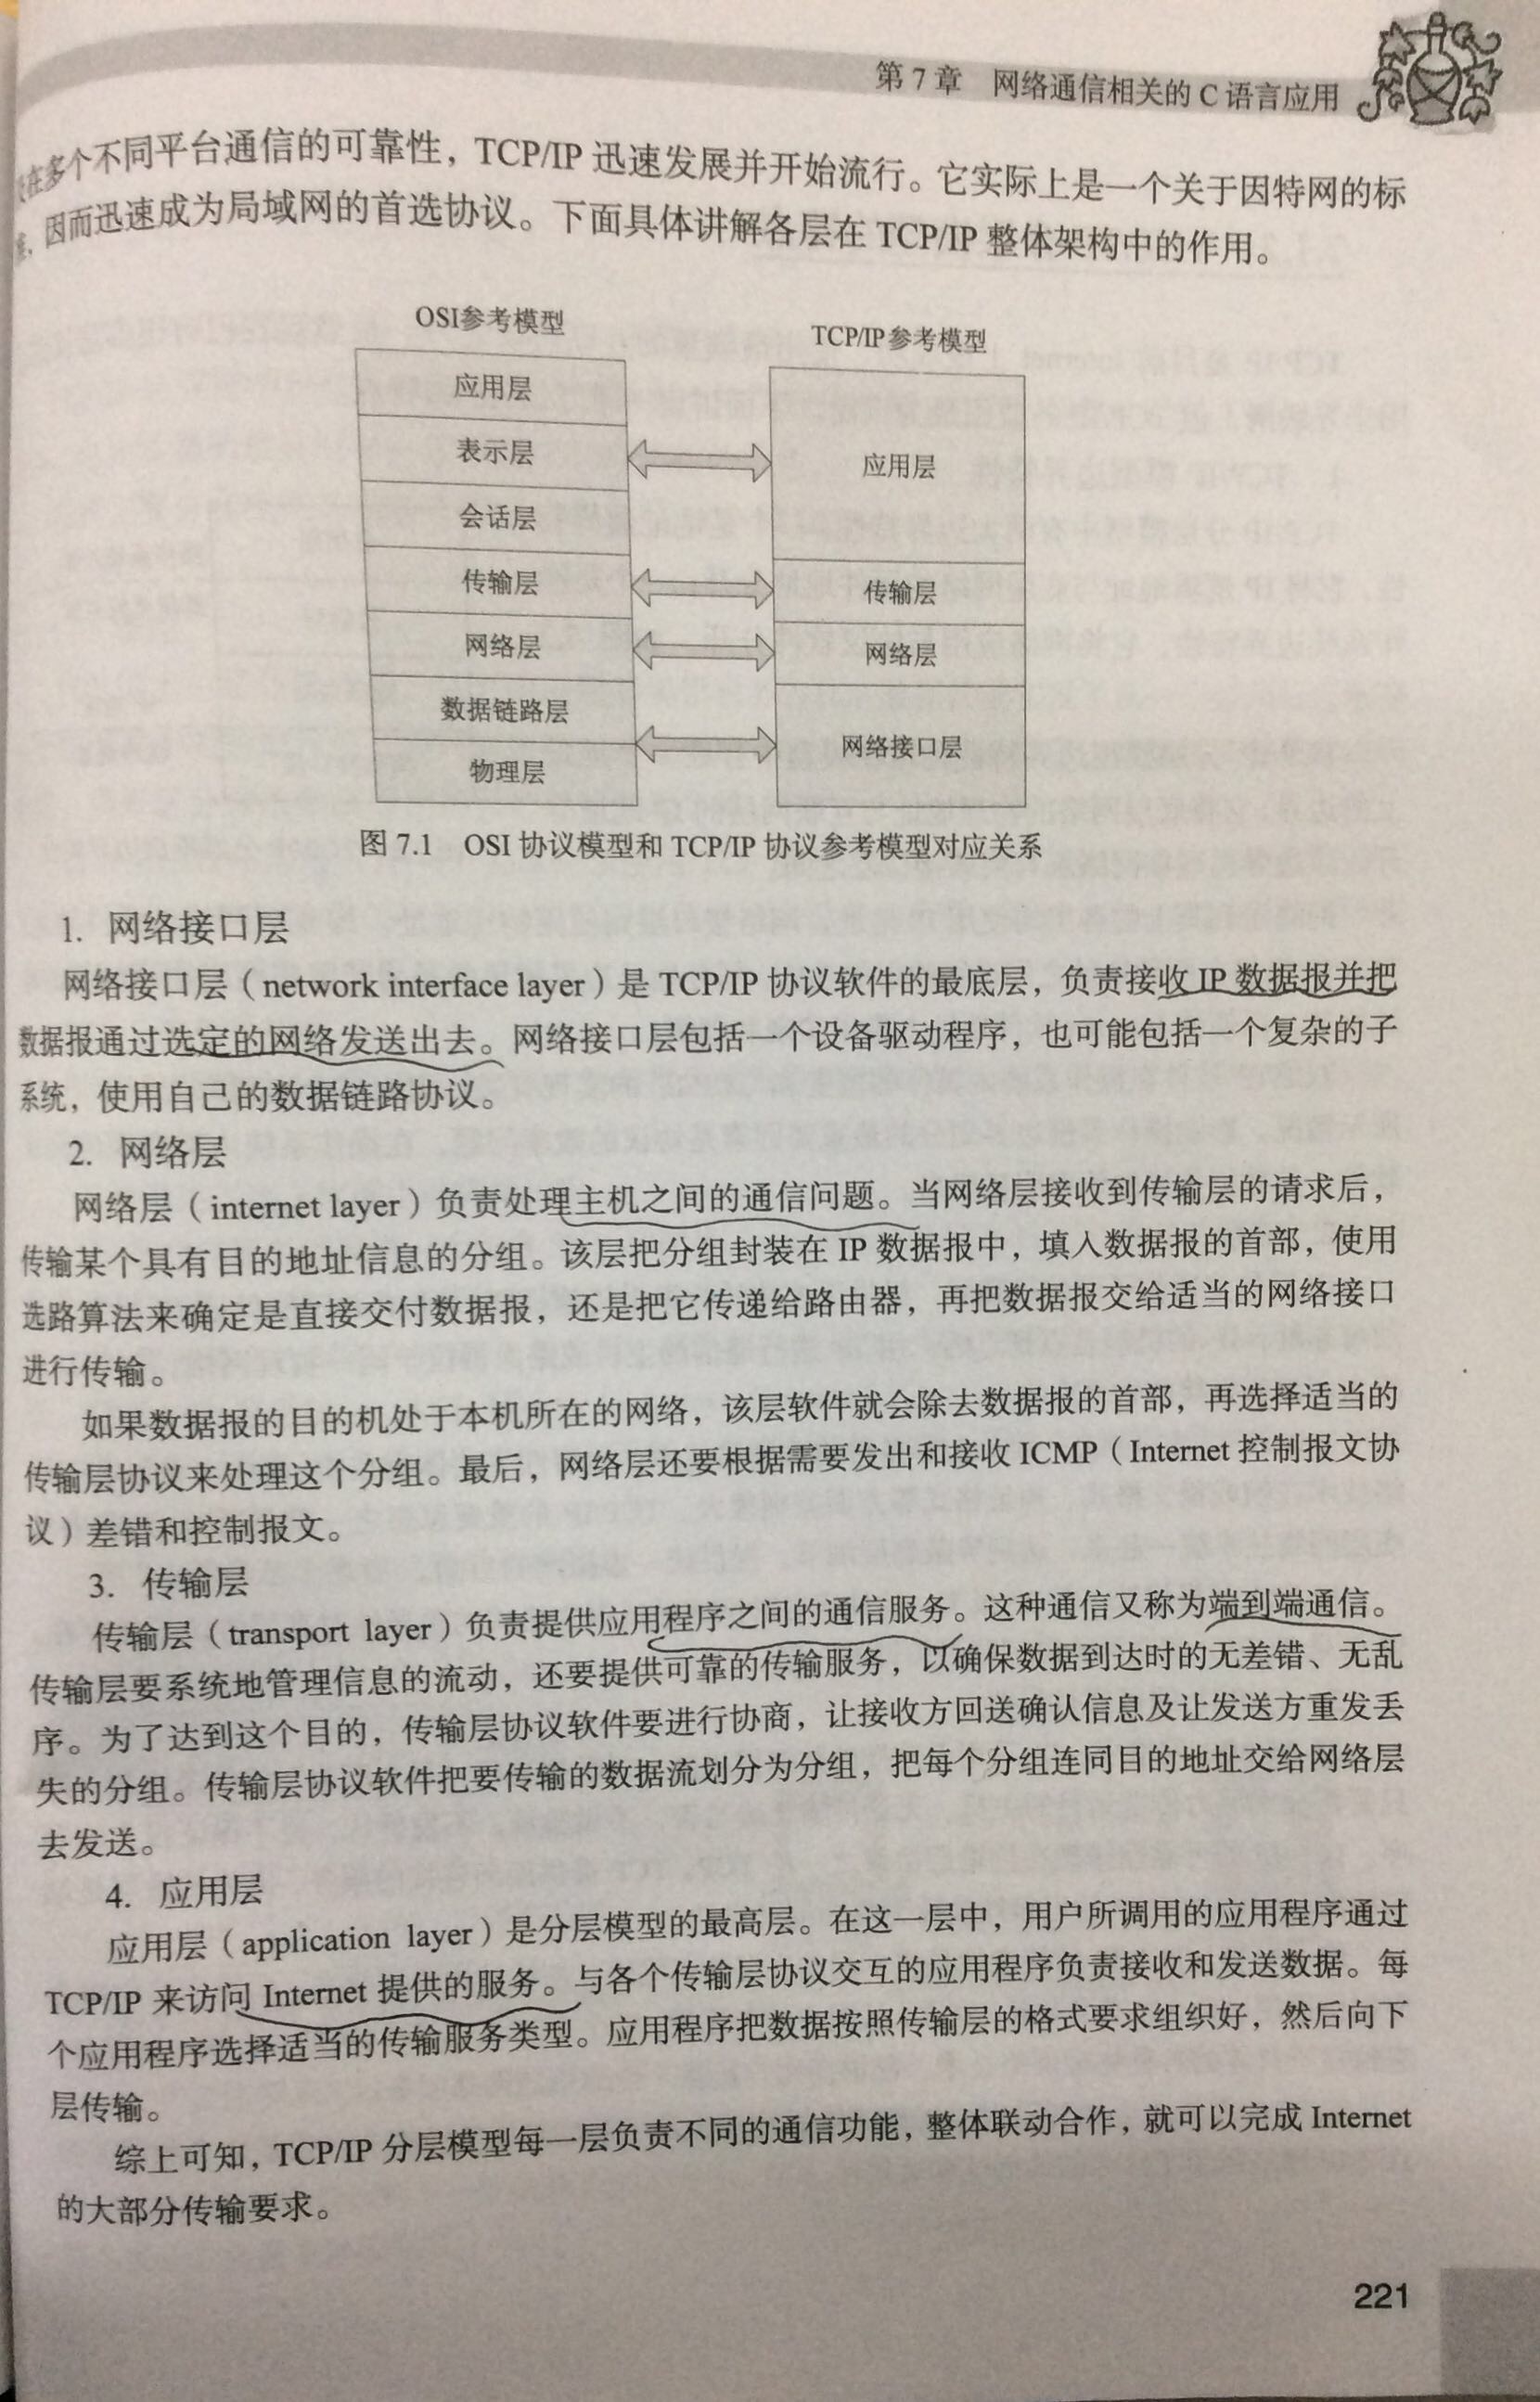 第7章 网络通信相关的C语言应用
在多个不同平台通信的可靠性，TCP/IP 迅速发展并开始流行。它实际上是一个关于因特网的标
，因而迅速成为局域网的首选协议。下面具体讲解各层在 TCP/IP 整体架构中的作用。
OSI参考模型
TCP/IP参考模型
应用层
表示层
会话层
传输层
网络层
数据链路层
物理层
应用层
传输层
网络层
网络接口层
图 7.1 OSI 协议模型和 TCP/IP 协议参考模型对应关系
1. 网络接口层
网络接口层（network interface layer）是 TCP/IP 协议软件的最底层，负责接收 IP 数据报并把
数据报通过选定的网络发送出去。网络接口层包括一个设备驱动程序，也可能包括一个复杂的子
系统，使用自己的数据链路协议。
2. 网络层
网络层（internet layer）负责处理主机之间的通信问题。当网络层接收到传输层的请求后，
传输某个具有目的地址信息的分组。该层把分组封装在 IP 数据报中，填入数据报的首部，使用
选路算法来确定是直接交付数据报，还是把它传递给路由器，再把数据报交给适当的网络接口
进行传输。
如果数据报的目的机处于本机所在的网络，该层软件就会除去数据报的首部，再选择适当的
传输层协议来处理这个分组。最后，网络层还要根据需要发出和接收 ICMP（Internet 控制报文协
议）差错和控制报文。
3. 传输层
传输层（transport layer）负责提供应用程序之间的通信服务。这种通信又称为端到端通信。
传输层要系统地管理信息的流动，还要提供可靠的传输服务，以确保数据到达时的无差错、无乱
序。为了达到这个目的，传输层协议软件要进行协商，让接收方回送确认信息及让发送方重发丢
失的分组。传输层协议软件把要传输的数据流划分为分组，把每个分组连同目的地址交给网络层
去发送。
4. 应用层
应用层（application layer）是分层模型的最高层。在这一层中，用户所调用的应用程序通过
TCP/IP 来访问 Internet 提供的服务。与各个传输层协议交互的应用程序负责接收和发送数据。每
个应用程序选择适当的传输服务类型。应用程序把数据按照传输层的格式要求组织好，然后向下
层传输。
综上可知，TCP/IP 分层模型每一层负责不同的通信功能，整体联动合作，就可以完成 Internet
的大部分传输要求。
221